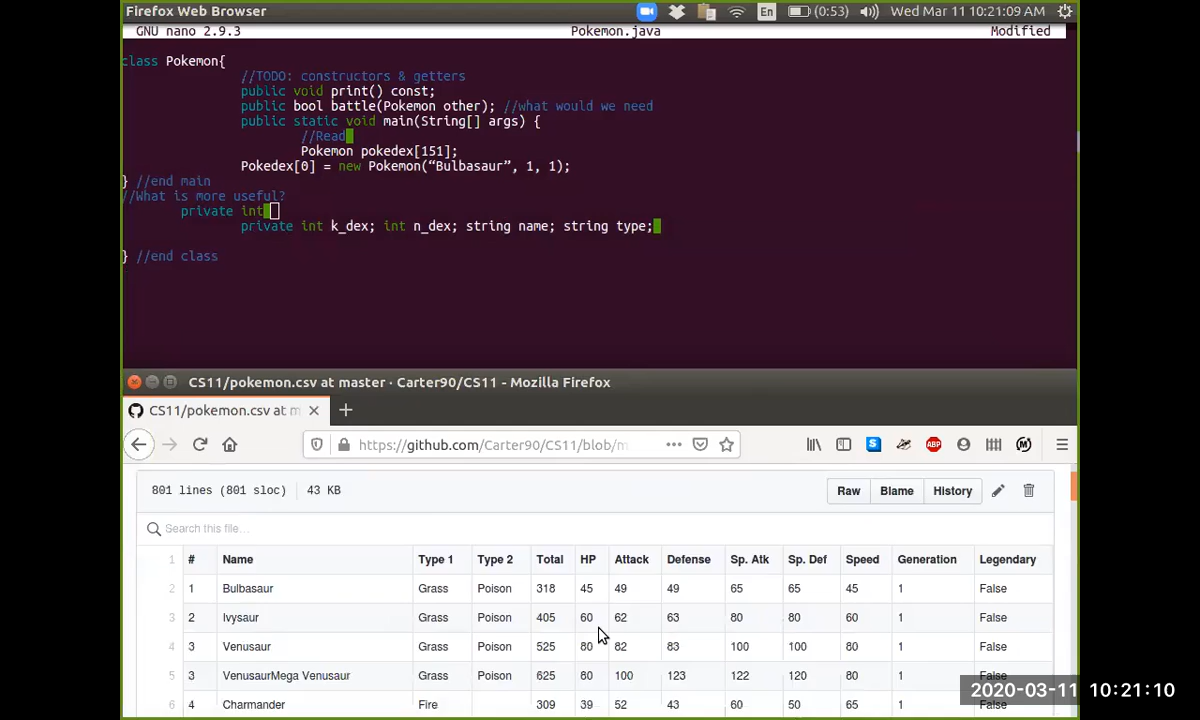 Firefox Web Browser En (0:53) Wed Mar 11 10:21:09 AM
GNU nano 2.9.3 Pokemon.java Modified
class Pokemon{
//TODO: constructors & getters
public void print() const;
public bool battle(Pokemon other); //what would we need
public static void main(String[] args) {
//Read
Pokemon pokedex[151];
Pokedex[0] = new Pokemon(“Bulbasaur”, 1, 1);
} //end main
//What is more useful?
private int
private int k_dex; int n_dex; string name; string type;
} //end class
CS11/pokemon.csv at master · Carter90/CS11 - Mozilla Firefox
CS11/pokemon.csv at m
https://github.com/Carter90/CS11/blob/m ABP
801 lines (801 sloc) 43 KB Raw Blame History
Search this file…
1 # Name Type 1 Type 2 Total HP Attack Defense Sp. Atk Sp. Def Speed Generation Legendary
2 1 Bulbasaur Grass Poison 318 45 49 49 65 65 45 1 False
3 2 Ivysaur Grass Poison 405 60 62 63 80 80 60 1 False
4 3 Venusaur Grass Poison 525 80 82 83 100 100 80 1 False
5 3 VenusaurMega Venusaur Grass Poison 625 80 100 123 122 120 80 1 False
6 4 Charmander Fire 309 39 52 43 60 50 65 1 False
2020-03-11 10:21:10